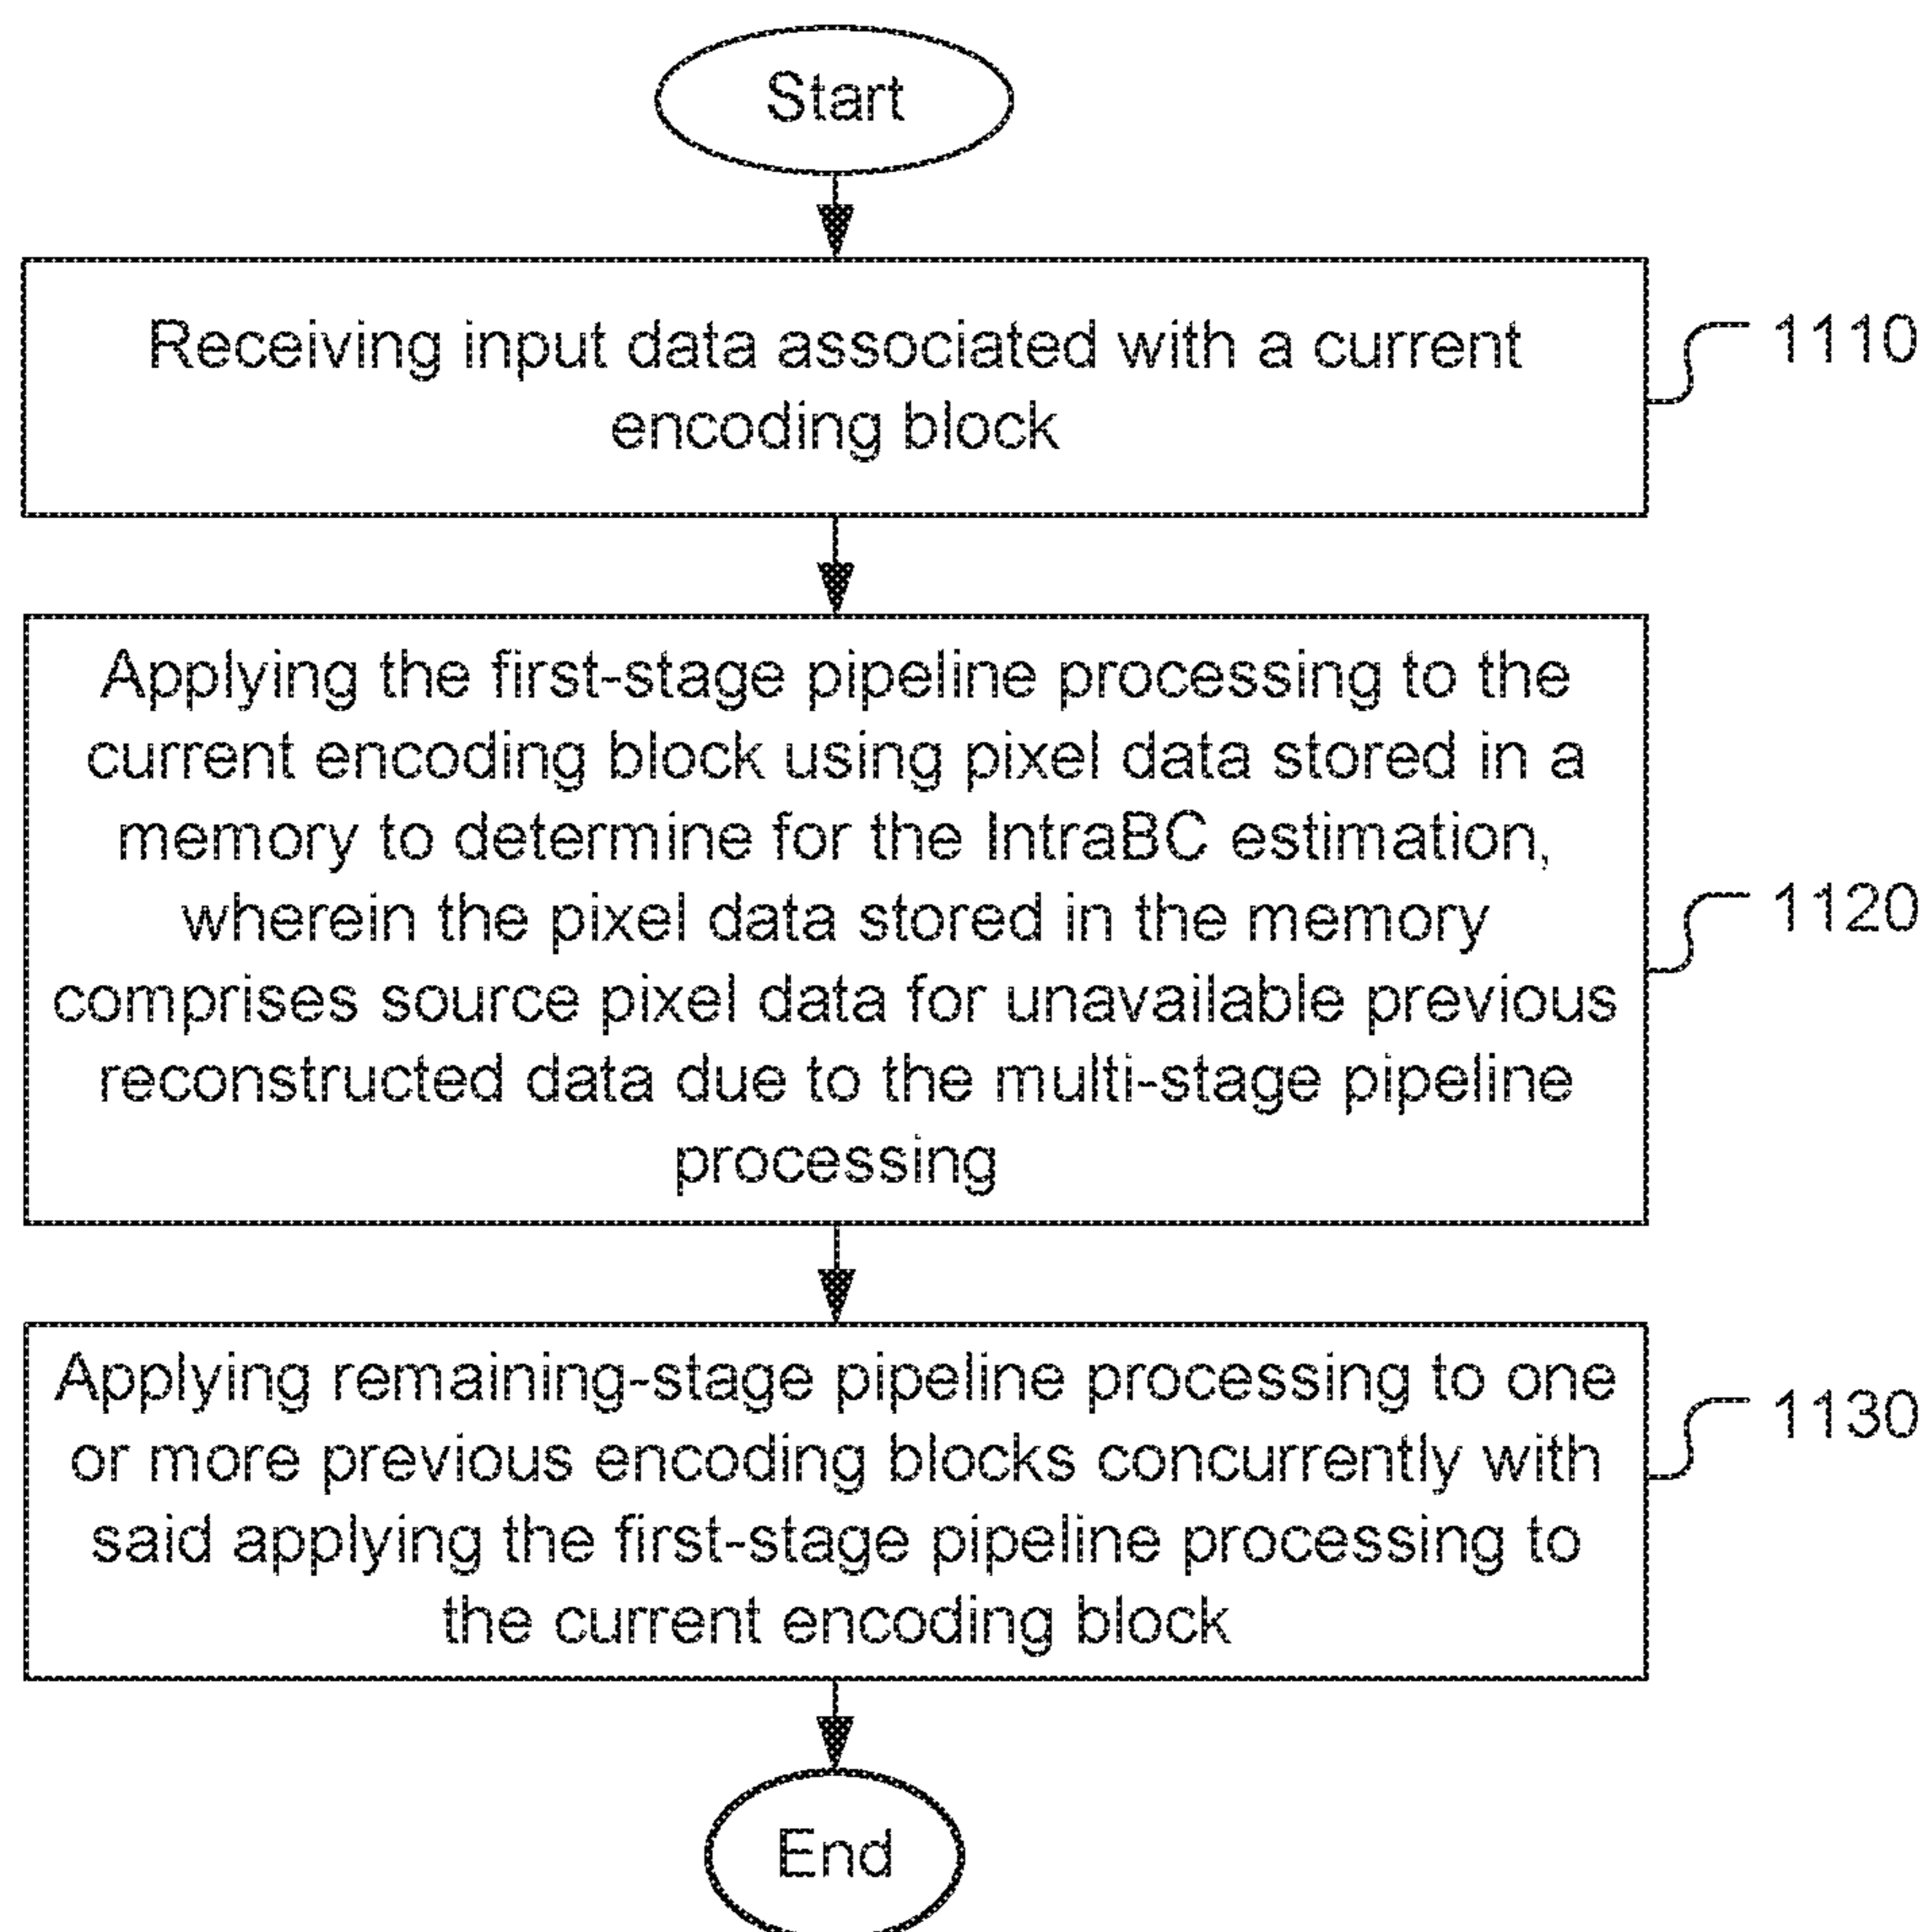 Start
Receiving input data associated with a current
encoding block
1110
Applying the first-stage pipeline processing to the
current encoding block using pixel data stored in a
memory to determine for the IntraBC estimation,
wherein the pixel data stored in the memory
comprises source pixel data for unavailable previous
reconstructed data due to the multi-stage pipeline
processing
1120
Applying remaining-stage pipeline processing to one
or more previous encoding blocks concurrently with
said applying the first-stage pipeline processing to
the current encoding block
1130
End